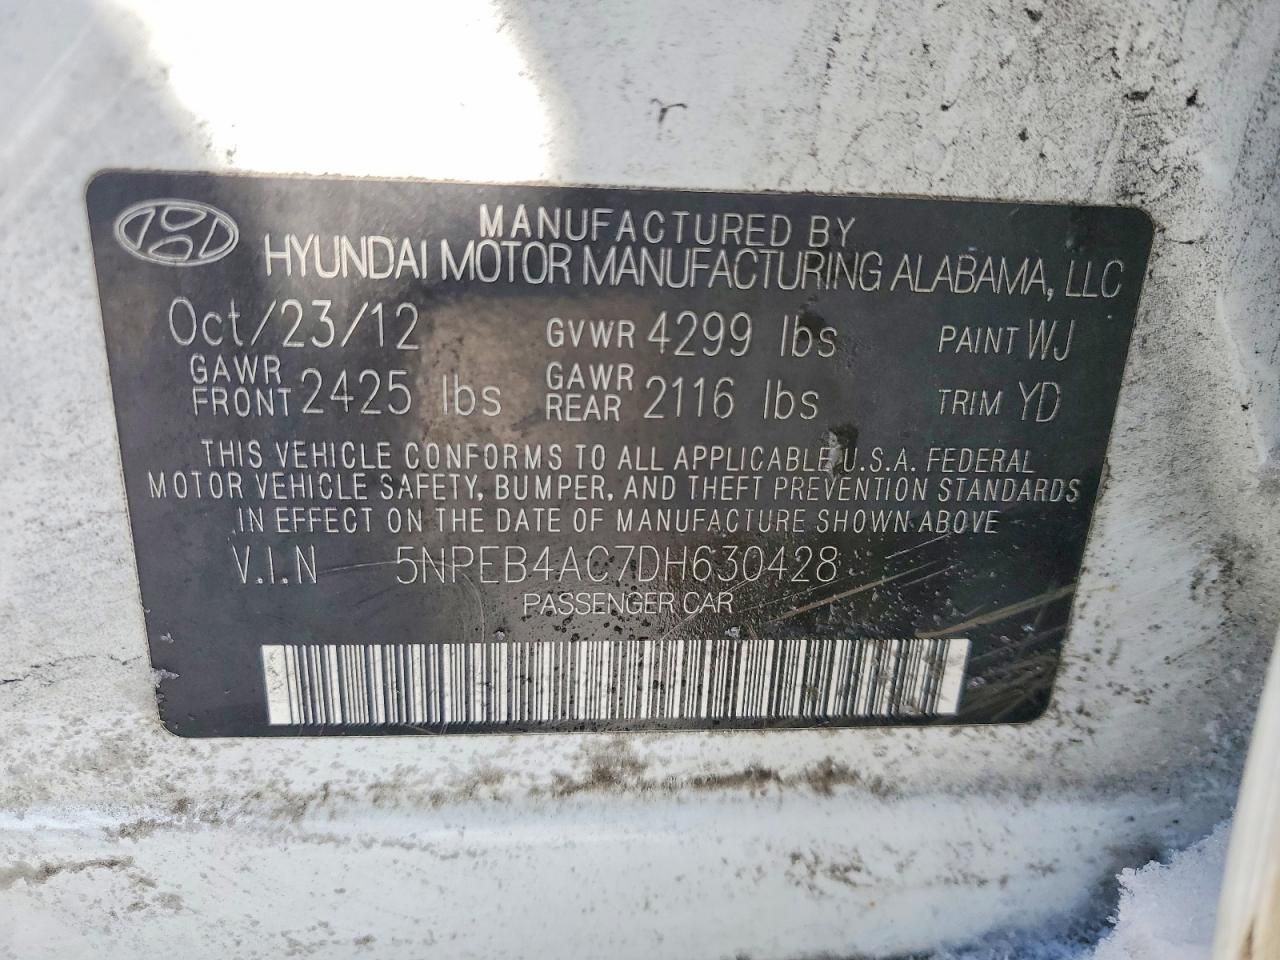 MANUFACTURED BY
HYUNDAI MOTOR MANUFACTURING ALABAMA, LLC
Oct/23/12 GVWR 4299 lbs PAINT WJ
GAWR FRONT 2425 lbs GAWR REAR 2116 lbs TRIM YD
THIS VEHICLE CONFORMS TO ALL APPLICABLE U.S.A. FEDERAL
MOTOR VEHICLE SAFETY, BUMPER, AND THEFT PREVENTION STANDARDS
IN EFFECT ON THE DATE OF MANUFACTURE SHOWN ABOVE
V.I.N 5NPEB4AC7DH630428
PASSENGER CAR